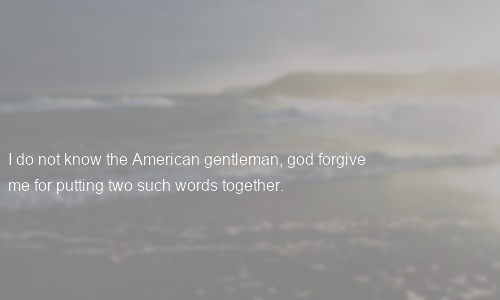 I do not know the American gentleman, god forgive
me for putting two such words together.